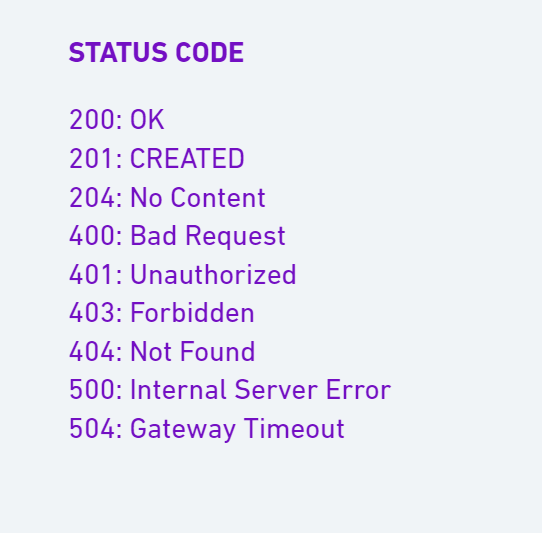 STATUS CODE
200: OK
201: CREATED
204: No Content
400: Bad Request
401: Unauthorized
403: Forbidden
404: Not Found
500: Internal Server Error
504: Gateway Timeout